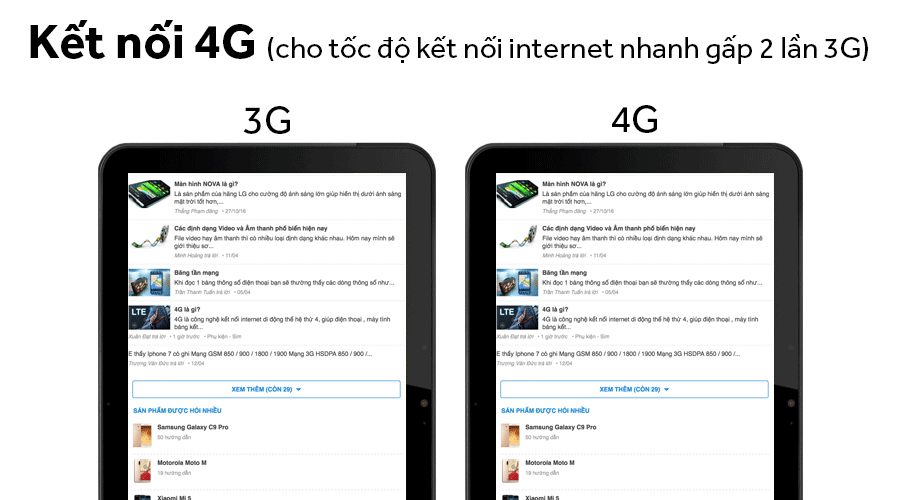 Kết nối 4G (cho tốc độ kết nối internet nhanh gấp 2 lần 3G)
3G
Màn hình NOVA là gì?
Là sản phẩm của hãng LG cho cường độ ánh sáng lớn giúp hiển thị dưới ánh sáng
mặt trời tốt hơn,...
Thắng Phạm đăng • 27/10/16
Các định dạng Video và Âm thanh phổ biến hiện nay
File video hay âm thanh thì có nhiều loại định dạng khác nhau. Hôm nay mình sẽ
giới thiệu sơ...
Minh Hoàng trả lời • 11/04
Băng tần mạng
Khi đọc 1 bảng thông số điện thoại bạn sẽ thường thấy các dòng thông số như...
Trần Thanh Tuấn trả lời • 05/04
LTE
4G là gì?
4G là công nghệ kết nối internet di động thế hệ thứ 4, giúp điện thoại , máy tính
bảng kết...
Xuân Đạt trả lời • 1 giờ trước • Phụ kiện - Sim
E thấy Iphone 7 có ghi Mạng GSM 850 / 900 / 1800 / 1900 Mạng 3G HSDPA 850 / 900 /...
Trương Văn Đức trả lời • 12/04
XEM THÊM (CÒN 29)
SẢN PHẨM ĐƯỢC HỎI NHIỀU
Samsung Galaxy C9 Pro
50 hướng dẫn
Motorola Moto M
19 hướng dẫn
Xiaomi Mi 5
4G
Màn hình NOVA là gì?
Là sản phẩm của hãng LG cho cường độ ánh sáng lớn giúp hiển thị dưới ánh sáng
mặt trời tốt hơn,...
Thắng Phạm đăng • 27/10/16
Các định dạng Video và Âm thanh phổ biến hiện nay
File video hay âm thanh thì có nhiều loại định dạng khác nhau. Hôm nay mình sẽ
giới thiệu sơ...
Minh Hoàng trả lời • 11/04
Băng tần mạng
Khi đọc 1 bảng thông số điện thoại bạn sẽ thường thấy các dòng thông số như...
Trần Thanh Tuấn trả lời • 05/04
LTE
4G là gì?
4G là công nghệ kết nối internet di động thế hệ thứ 4, giúp điện thoại , máy tính
bảng kết...
Xuân Đạt trả lời • 1 giờ trước • Phụ kiện - Sim
E thấy Iphone 7 có ghi Mạng GSM 850 / 900 / 1800 / 1900 Mạng 3G HSDPA 850 / 900 /...
Trương Văn Đức trả lời • 12/04
XEM THÊM (CÒN 29)
SẢN PHẨM ĐƯỢC HỎI NHIỀU
Samsung Galaxy C9 Pro
50 hướng dẫn
Motorola Moto M
19 hướng dẫn
Xiaomi Mi 5